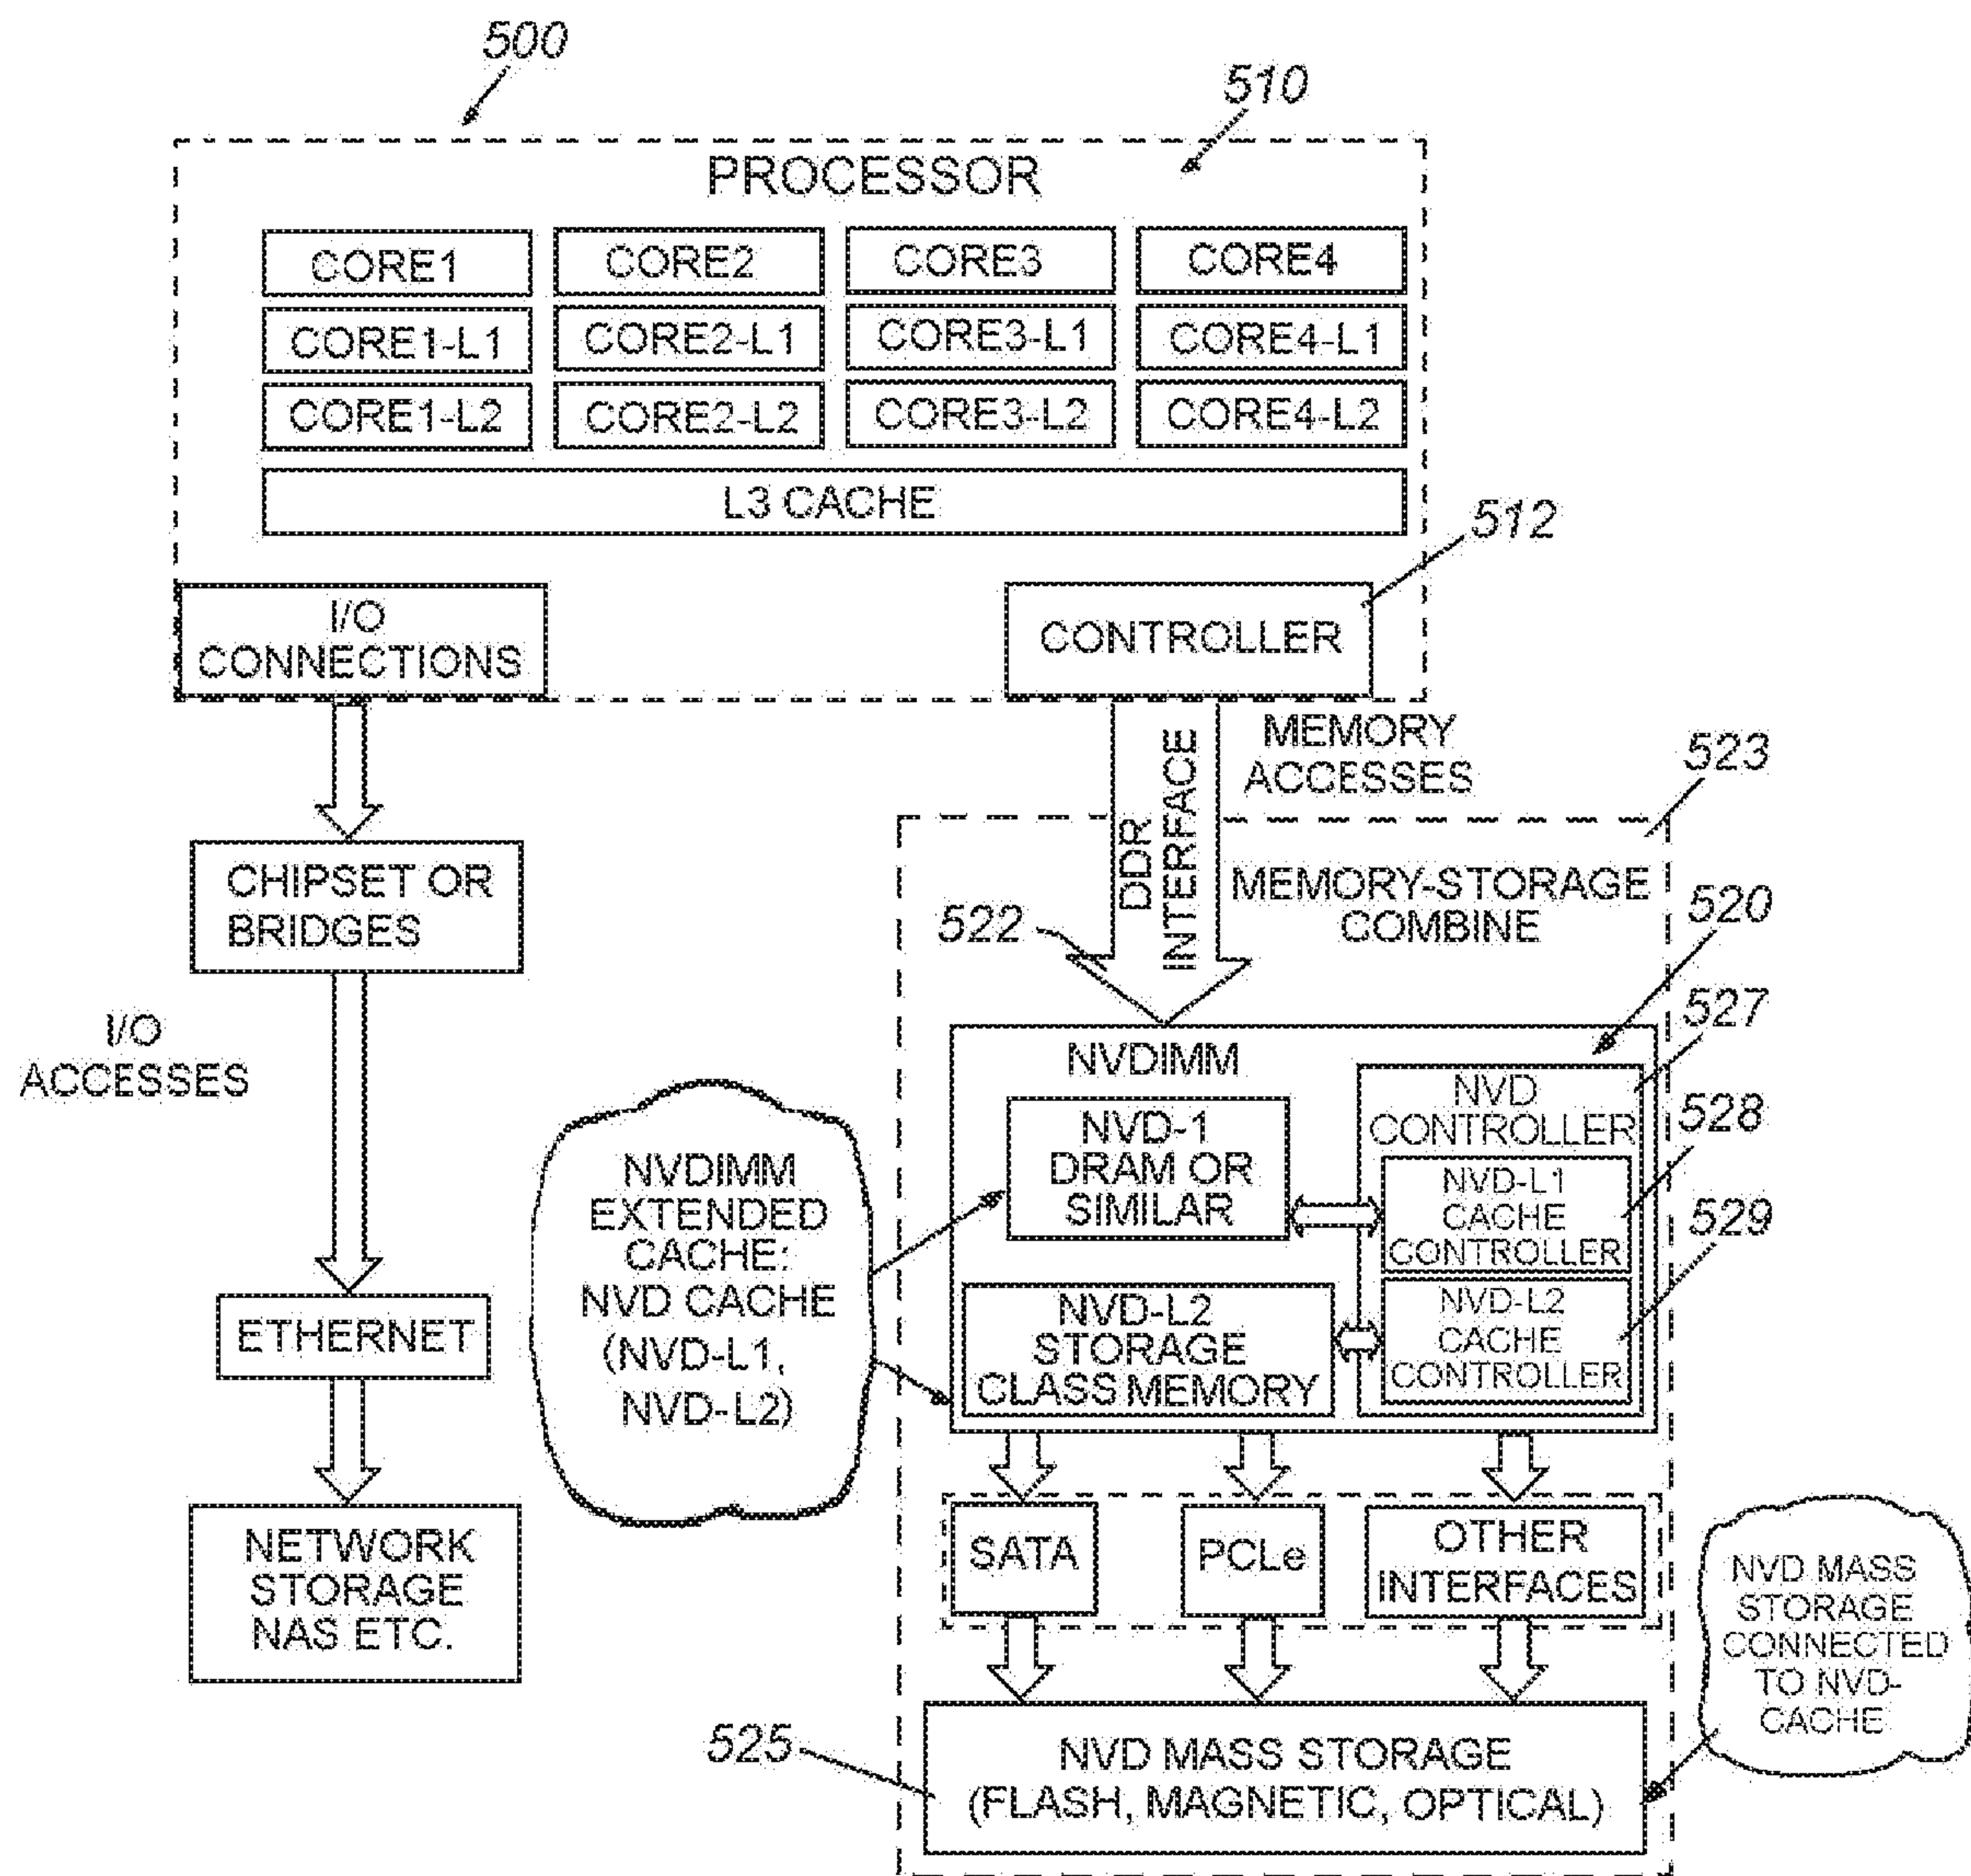 500
510
PROCESSOR
CORE1
CORE2
CORE3
CORE4
CORE1-L1
CORE2-L1
CORE3-L1
CORE4-L1
CORE1-L2
CORE2-L2
CORE3-L2
CORE4-L2
L3 CACHE
512
I/O
CONNECTIONS
CONTROLLER
MEMORY
ACCESSES
DDR
INTERFACE
523
CHIPSET OR
BRIDGES
MEMORY-STORAGE
COMBINE
522
520
527
I/O
ACCESSES
NVDIMM
NVD
CONTROLLER
528
NVD-1
DRAM OR
SIMILAR
NVD-L1
CACHE
CONTROLLER
529
NVDIMM
EXTENDED
CACHE:
NVD CACHE
(NVD-L1,
NVD-L2)
NVD-L2
STORAGE
CLASS MEMORY
NVD-L2
CACHE
CONTROLLER
ETHERNET
NETWORK
STORAGE
NAS ETC.
SATA
PCLe
OTHER
INTERFACES
NVD MASS
STORAGE
CONNECTED
TO NVD-
CACHE
525
NVD MASS STORAGE
(FLASH, MAGNETIC, OPTICAL)